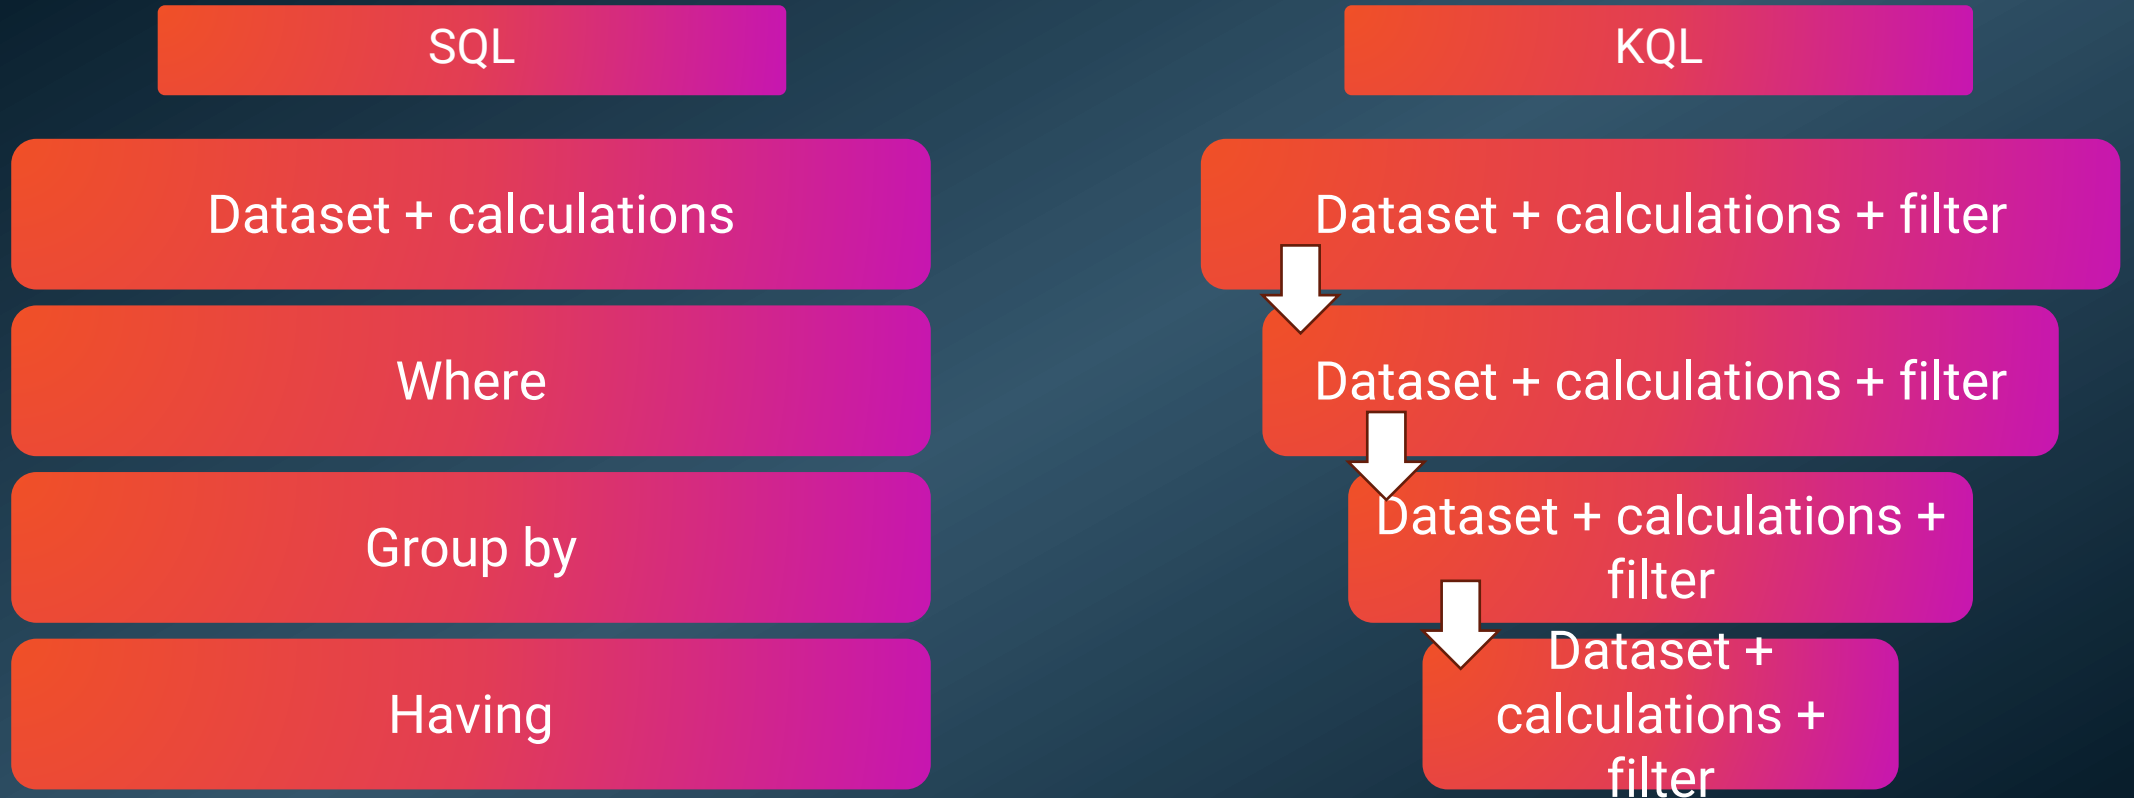 SQL
KQL
Dataset + calculations
Where
Group by
Having
Dataset + calculations + filter
Dataset + calculations + filter
Dataset + calculations +
filter
Dataset +
calculations +
filter